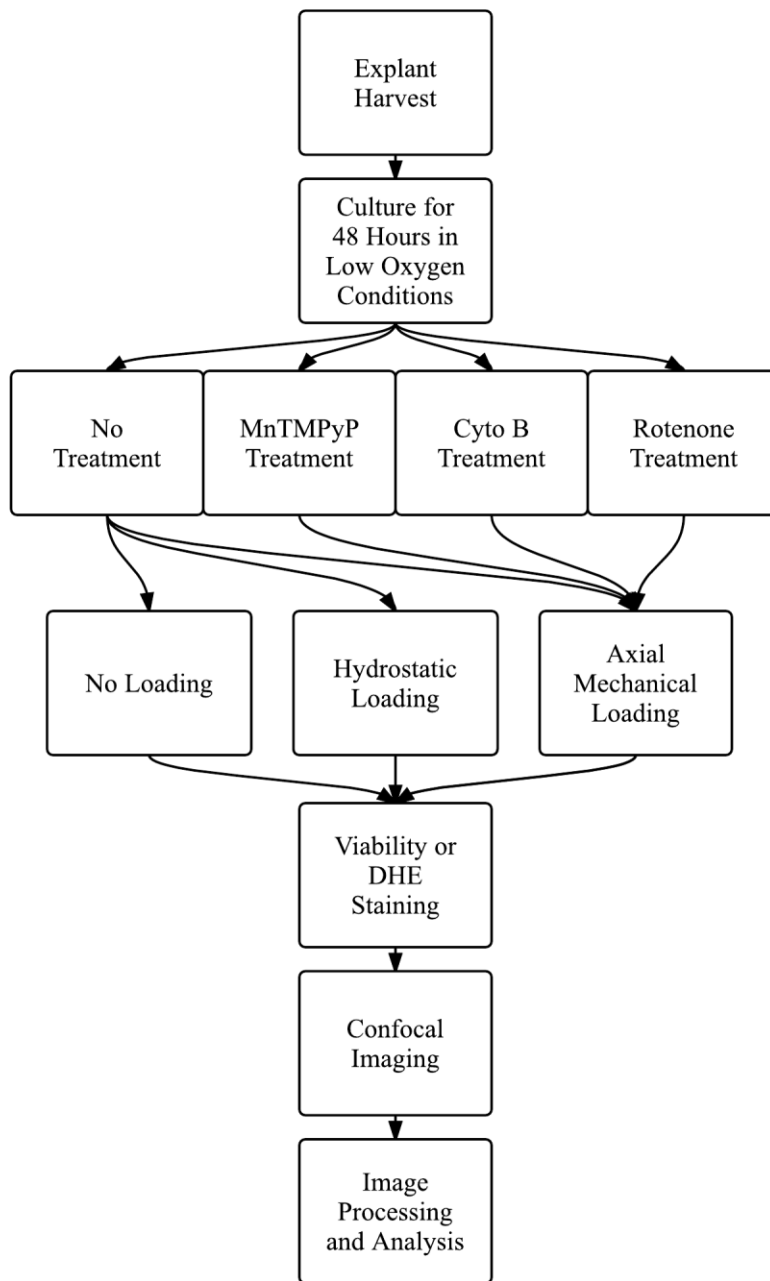 Explant
Harvest
Culture for
48 Hours in
Low Oxygen
Conditions
No
Treatment
MnTMPyP
Treatment
Cyto B
Treatment
Rotenone
Treatment
No Loading
Hydrostatic
Loading
Axial
Mechanical
Loading
Viability or
DHE
Staining
Confocal
Imaging
Image
Processing
and Analysis